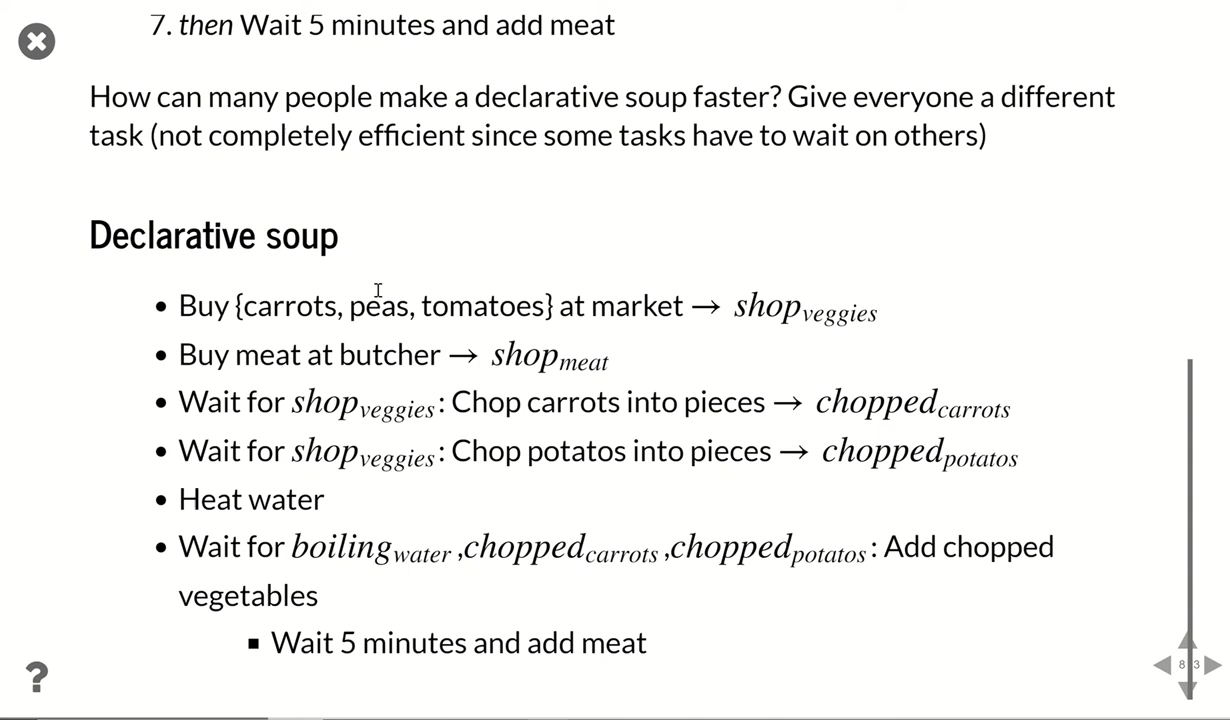 7. then Wait 5 minutes and add meat
How can many people make a declarative soup faster? Give everyone a different
task (not completely efficient since some tasks have to wait on others)
Declarative soup
• Buy {carrots, peas, tomatoes} at market → shop_veggies
• Buy meat at butcher → shop_meat
• Wait for shop_veggies: Chop carrots into pieces → chopped_carrots
• Wait for shop_veggies: Chop potatos into pieces → chopped_potatos
• Heat water
• Wait for boiling_water ,chopped_carrots ,chopped_potatos: Add chopped
vegetables
▪ Wait 5 minutes and add meat
?
8 3